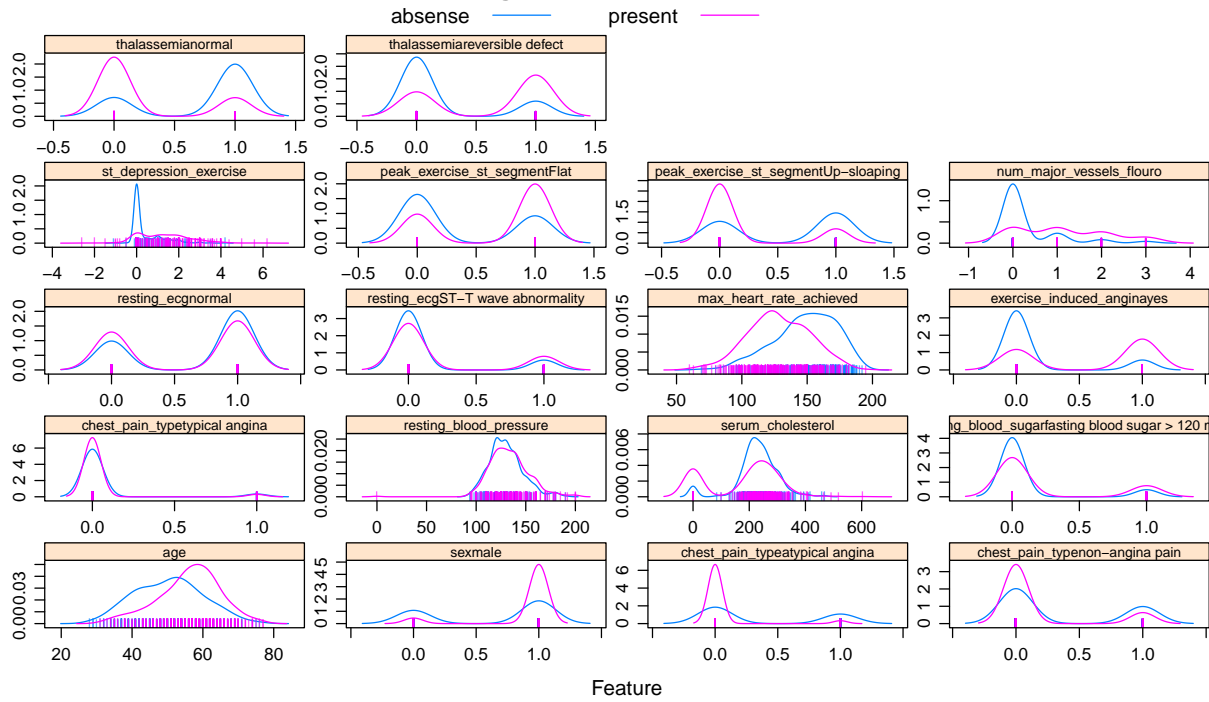 absense present
thalassemianormal thalassemiareversible defect
0.0 1.0 2.0 0.0 1.0 2.0
−0.5 0.0 0.5 1.0 1.5 −0.5 0.0 0.5 1.0 1.5
st_depression_exercise peak_exercise_st_segmentFlat peak_exercise_st_segmentUp−sloaping num_major_vessels_flouro
0.0 1.0 2.0 0.0 1.0 2.0 0.0 1.5 0.0 1.0
−4 −2 0 2 4 6 −0.5 0.0 0.5 1.0 1.5 −0.5 0.0 0.5 1.0 1.5 −1 0 1 2 3 4
resting_ecgnormal resting_ecgST−T wave abnormality max_heart_rate_achieved exercise_induced_anginayes
0.0 1.0 2.0 0 1 2 3 0.000 0.015 0 1 2 3
0.0 1.0 0.0 1.0 50 100 150 200 0.0 1.0
chest_pain_typetypical angina resting_blood_pressure serum_cholesterol ng_blood_sugarfasting blood sugar > 120 m
0 2 4 6 0.000 0.020 0.000 0.006 0 1 2 3 4
0.0 0.5 1.0 0 50 100 150 200 0 200 400 600 0.0 1.0
age sexmale chest_pain_typeatypical angina chest_pain_typenon−angina pain
0.00 0.03 0 1 2 3 4 5 0 2 4 6 0 1 2 3
20 40 60 80 0.0 1.0 0.0 0.5 1.0 0.0 0.5 1.0
Feature